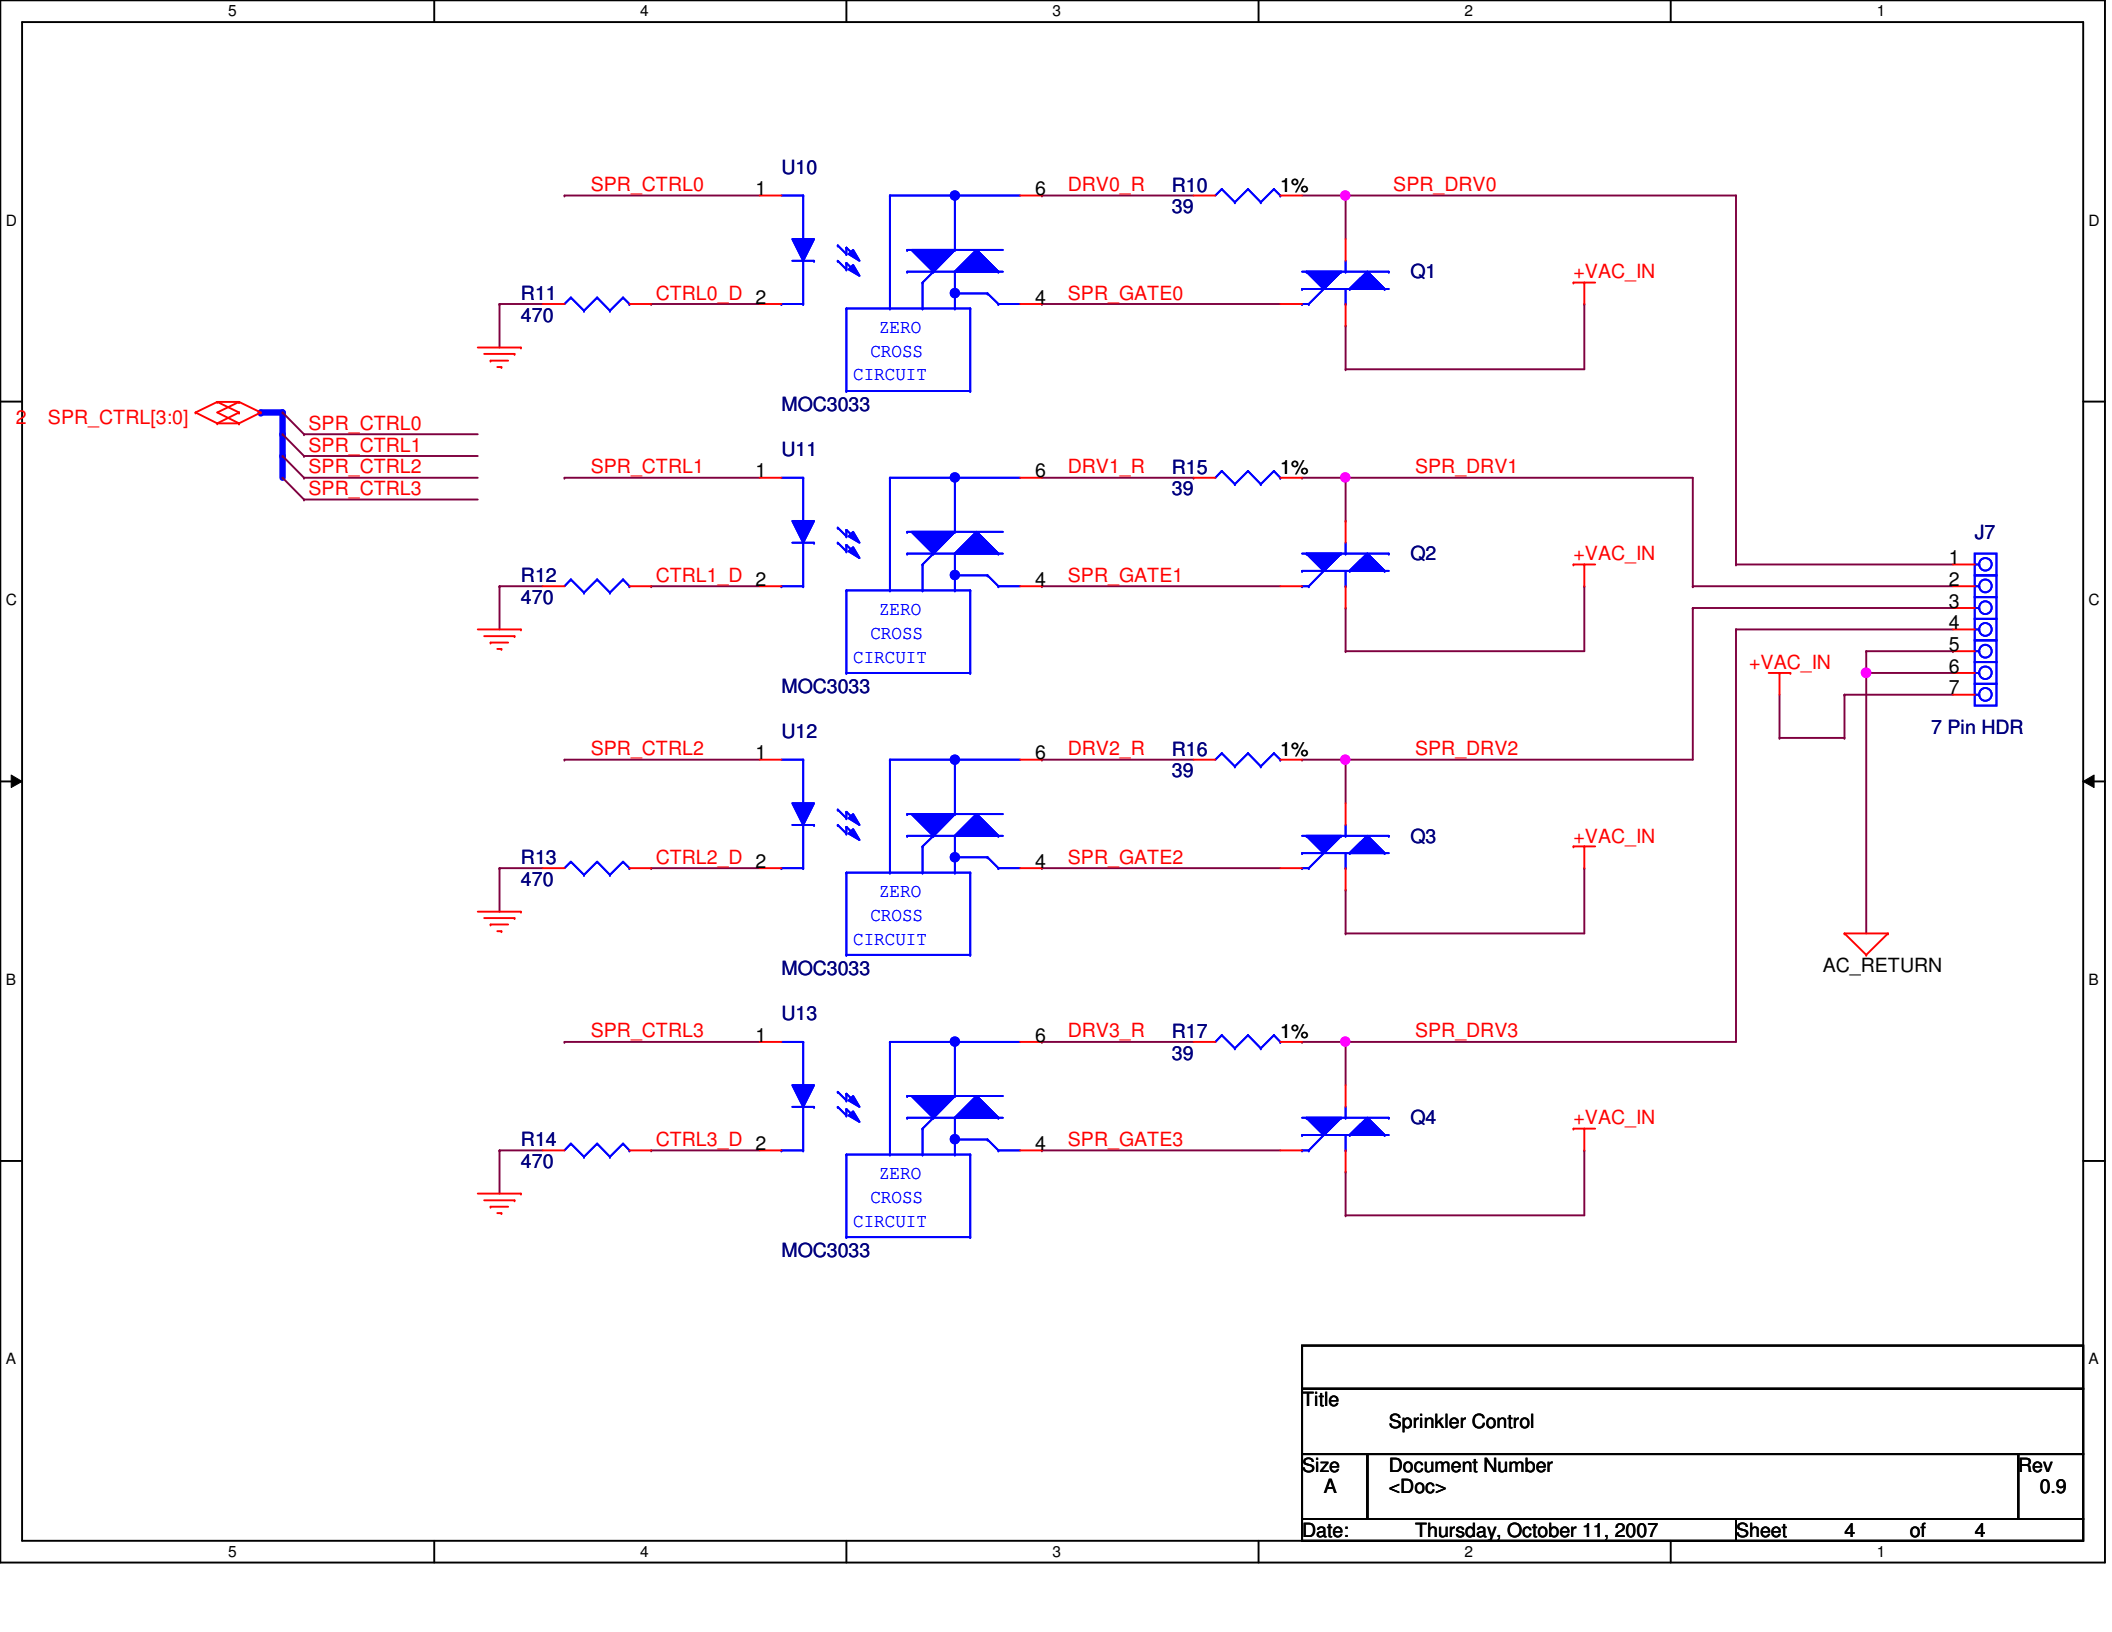 5 4 3 2 1
D D
C C
B B
A A
U10
SPR_CTRL0 1
6 DRV0_R R10 1% SPR_DRV0
39
Q1 +VAC_IN
R11 CTRL0_D 2
470
4 SPR_GATE0
ZERO
CROSS
CIRCUIT
MOC3033
2 SPR_CTRL[3:0]
SPR_CTRL0
SPR_CTRL1
SPR_CTRL2
SPR_CTRL3
U11
SPR_CTRL1 1
6 DRV1_R R15 1% SPR_DRV1
39
Q2 +VAC_IN
R12 CTRL1_D 2
470
4 SPR_GATE1
ZERO
CROSS
CIRCUIT
MOC3033
J7
1
2
3
4
5
6
7
+VAC_IN
7 Pin HDR
U12
SPR_CTRL2 1
6 DRV2_R R16 1% SPR_DRV2
39
Q3 +VAC_IN
R13 CTRL2_D 2
470
4 SPR_GATE2
ZERO
CROSS
CIRCUIT
MOC3033
AC_RETURN
U13
SPR_CTRL3 1
6 DRV3_R R17 1% SPR_DRV3
39
Q4 +VAC_IN
R14 CTRL3_D 2
470
4 SPR_GATE3
ZERO
CROSS
CIRCUIT
MOC3033
Title
Sprinkler Control
Size Document Number Rev
A <Doc> 0.9
Date: Thursday, October 11, 2007 Sheet 4 of 4
5 4 3 2 1